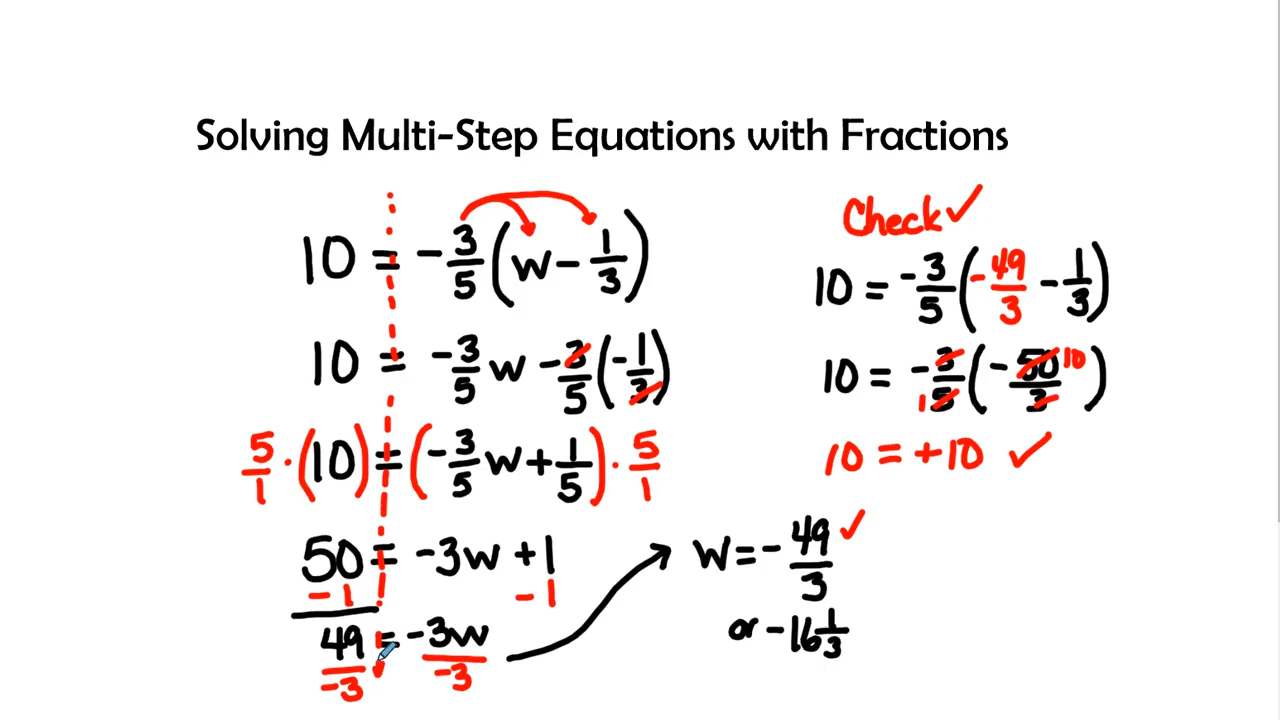 Solving Multi-Step Equations with Fractions
10 = -3/5 (w - 1/3)
10 = -3/5 w - 3/5 (-1/3)
5/1 · (10) = (-3/5 w + 1/5) · 5/1
50 = -3w + 1
-1 -1
49 = -3w
-3 -3
w = -49/3 ✓
or -16 1/3
Check ✓
10 = -3/5 (-49/3 - 1/3)
10 = -3/5 (-50/3) 1 10
10 = +10 ✓